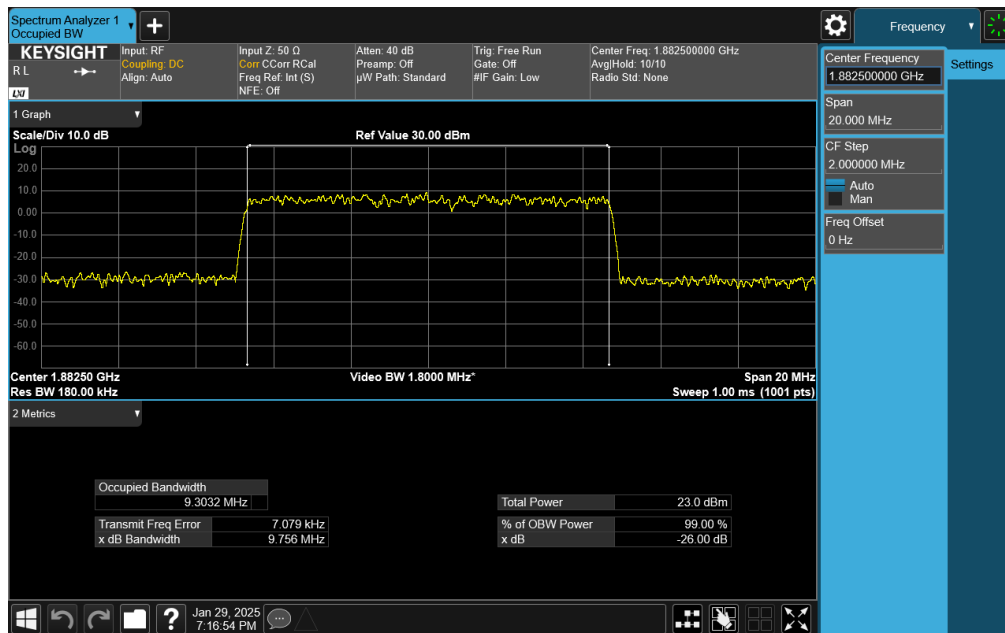 Spectrum Analyzer 1
Occupied BW
Frequency
KEYSIGHT
R L
LXI
Input: RF
Coupling: DC
Align: Auto
Input Z: 50 Ω
Corr CCorr RCal
Freq Ref: Int (S)
NFE: Off
Atten: 40 dB
Preamp: Off
µW Path: Standard
Trig: Free Run
Gate: Off
#IF Gain: Low
Center Freq: 1.882500000 GHz
Avg|Hold: 10/10
Radio Std: None
Center Frequency
1.882500000 GHz
Settings
Span
20.000 MHz
CF Step
2.000000 MHz
Auto
Man
Freq Offset
0 Hz
1 Graph
Scale/Div 10.0 dB
Ref Value 30.00 dBm
Log
20.0
10.0
0.00
-10.0
-20.0
-30.0
-40.0
-50.0
-60.0
Center 1.88250 GHz
Video BW 1.8000 MHz*
Span 20 MHz
Res BW 180.00 kHz
Sweep 1.00 ms (1001 pts)
2 Metrics
Occupied Bandwidth
9.3032 MHz
Transmit Freq Error 7.079 kHz
x dB Bandwidth 9.756 MHz
Total Power 23.0 dBm
% of OBW Power 99.00 %
x dB -26.00 dB
?
Jan 29, 2025
7:16:54 PM